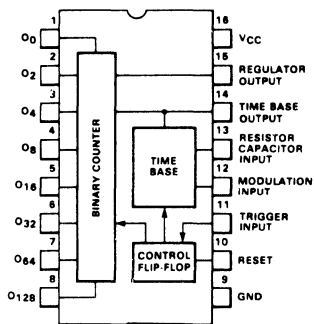 1
O0
2
O2
3
O4
4
O8
5
O16
6
O32
7
O64
8
O128
BINARY COUNTER
TIME
BASE
CONTROL
FLIP-FLOP
16
VCC
15
REGULATOR
OUTPUT
14
TIME BASE
OUTPUT
13
RESISTOR
CAPACITOR
INPUT
12
MODULATION
INPUT
11
TRIGGER
INPUT
10
RESET
9
GND